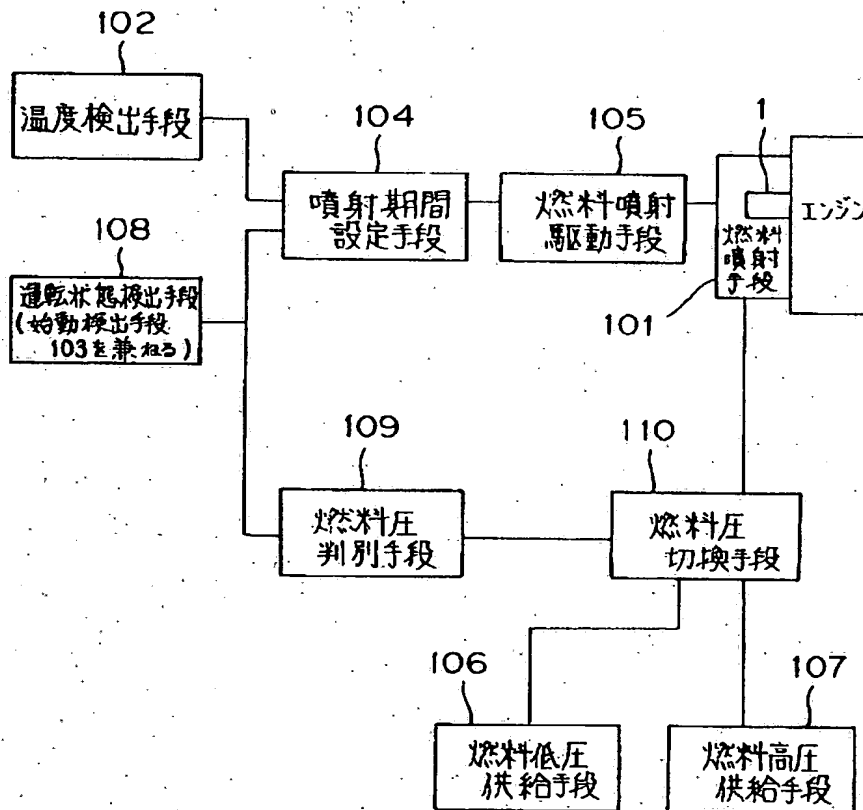 102
温度検出手段
104
噴射期間
設定手段
105
燃料噴射
駆動手段
1
エンジン
燃料
噴射
手段
101
108
運転状態検出手段
(始動検出手段
103を兼ねる)
109
燃料圧
判別手段
110
燃料圧
切換手段
106
燃料低圧
供給手段
107
燃料高圧
供給手段